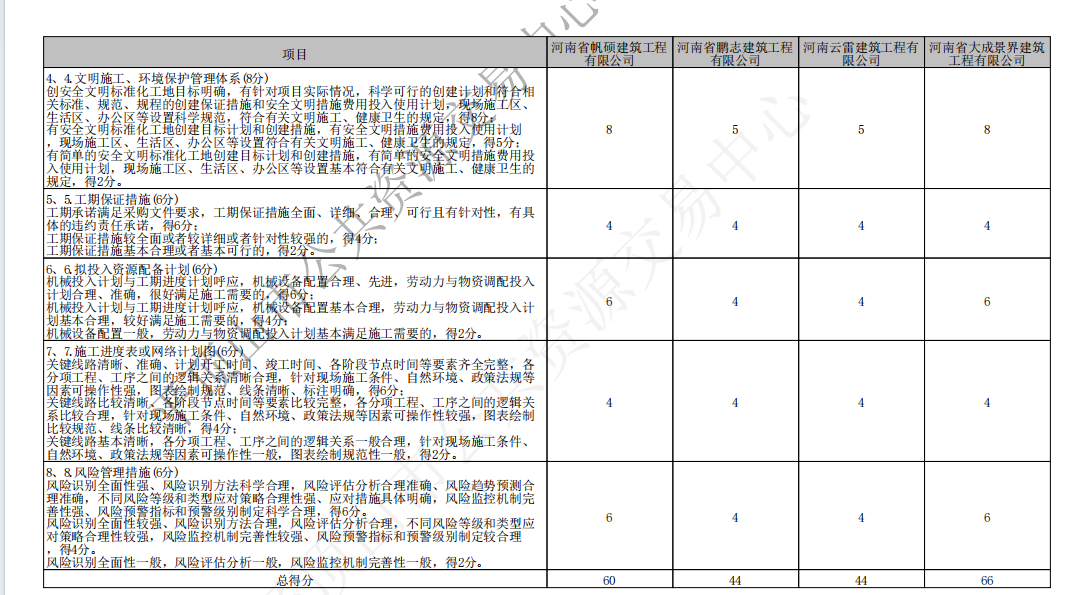 项目
河南省帆硕建筑工程有限公司
河南省鹏志建筑工程有限公司
河南云雷建筑工程有限公司
河南省大成景界建筑工程有限公司
4、4.文明施工、环境保护管理体系(8分)
创安全文明标准化工地目标明确，有针对项目实际情况，科学可行的创建计划和符合相
关标准、规范、规程的创建保证措施和安全文明措施费用投入使用计划，现场施工区、
生活区、办公区等设置科学规范，符合有关文明施工、健康卫生的规定，得8分；
有安全文明标准化工地创建目标计划和创建措施，有安全文明措施费用投入使用计划
，现场施工区、生活区、办公区等设置符合有关文明施工、健康卫生的规定，得5分；
有简单的安全文明标准化工地创建目标计划和创建措施，有简单的安全文明措施费用投
入使用计划，现场施工区、生活区、办公区等设置基本符合有关文明施工、健康卫生的
规定，得2分。
8 5 5 8
5、5.工期保证措施(6分)
工期承诺满足采购文件要求，工期保证措施全面、详细、合理、可行且有针对性，有具
体的违约责任承诺，得6分；
工期保证措施较全面或者较详细或者针对性较强的，得4分；
工期保证措施基本合理或者基本可行的，得2分。
4 4 4 4
6、6.拟投入资源配备计划(6分)
机械投入计划与工期进度计划呼应，机械设备配置合理、先进，劳动力与物资调配投入
计划合理、准确，很好满足施工需要的，得6分；
机械投入计划与工期进度计划呼应，机械设备配置基本合理，劳动力与物资调配投入计
划基本合理，较好满足施工需要的，得4分；
机械设备配置一般，劳动力与物资调配投入计划基本满足施工需要的，得2分。
6 4 4 6
7、7.施工进度表或网络计划图(6分)
关键线路清晰、准确、计划开工时间、竣工时间、各阶段节点时间等要素齐全完整，各
分项工程、工序之间的逻辑关系清晰合理，针对现场施工条件、自然环境、政策法规等
因素可操作性强，图表绘制规范、线条清晰、标注明确，得6分；
关键线路比较清晰、各阶段节点时间等要素比较完整，各分项工程、工序之间的逻辑关
系比较合理，针对现场施工条件、自然环境、政策法规等因素可操作性较强，图表绘制
比较规范、线条比较清晰，得4分；
关键线路基本清晰，各分项工程、工序之间的逻辑关系一般合理，针对现场施工条件、
自然环境、政策法规等因素可操作性一般，图表绘制规范性一般，得2分。
4 4 4 4
8、8.风险管理措施(6分)
风险识别全面性强、风险识别方法科学合理，风险评估分析合理准确、风险趋势预测合
理准确，不同风险等级和类型应对策略合理性强、应对措施具体明确，风险监控机制完
善性强、风险预警指标和预警级别制定科学合理，得6分。
风险识别全面性较强、风险识别方法合理，风险评估分析合理，不同风险等级和类型应
对策略合理性较强，风险监控机制完善性较强、风险预警指标和预警级别制定较合理
，得4分。
风险识别全面性一般，风险评估分析一般，风险监控机制完善性一般，得2分。
6 4 4 6
总得分 60 44 44 66